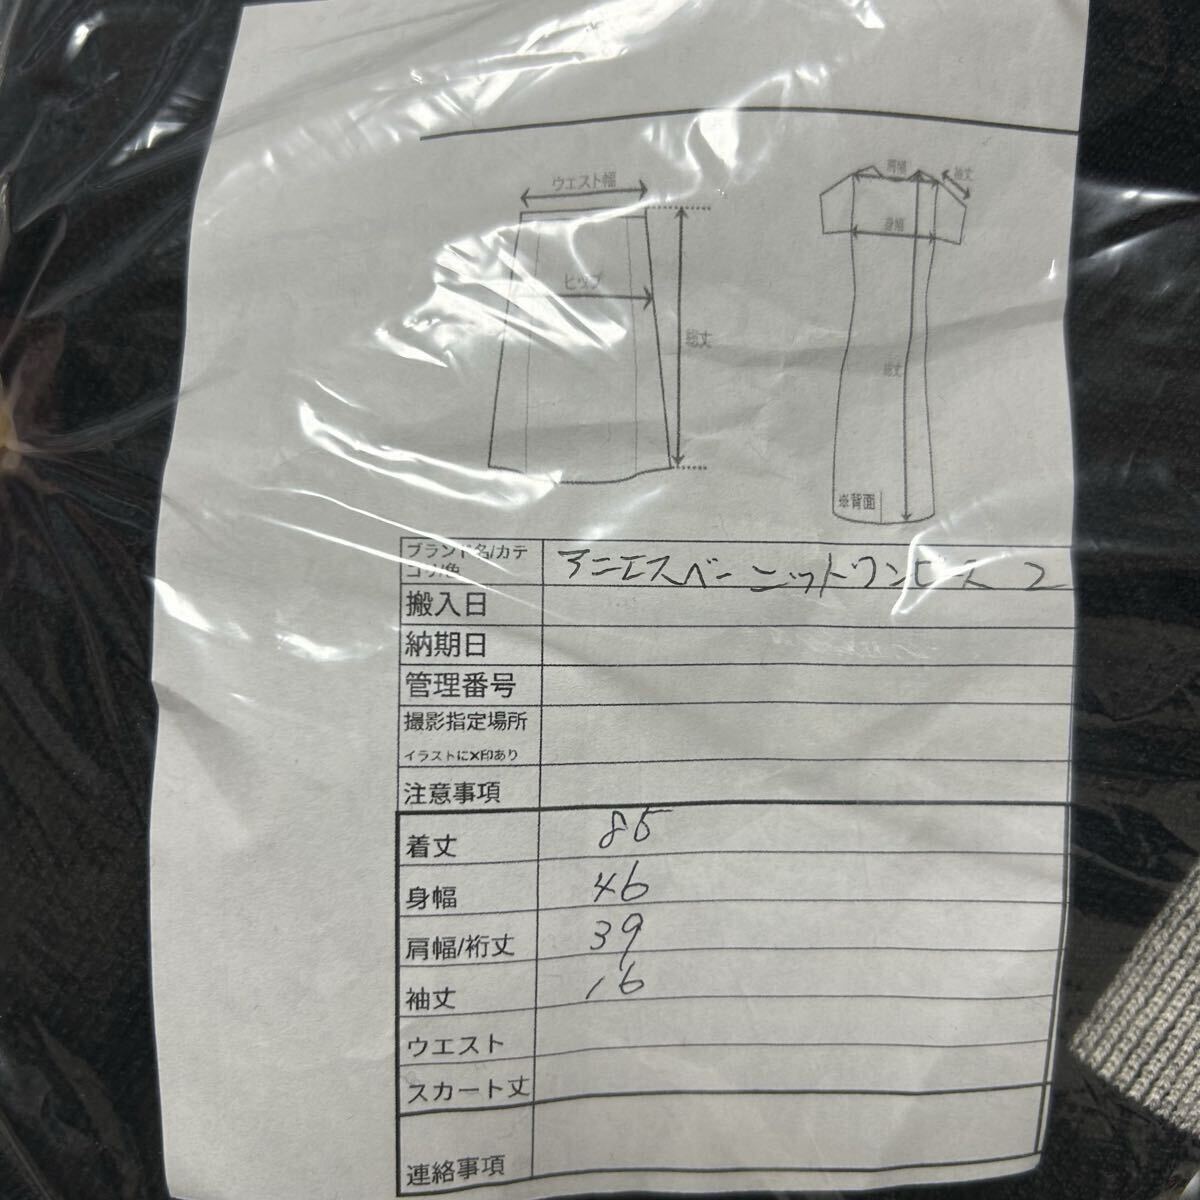 ウエスト幅
ヒップ
総丈
肩幅
袖丈
身幅
総丈
※背面
ブランド名/カテゴリ/色 アニエスベー ニットワンピース 2
搬入日
納期日
管理番号
撮影指定場所
イラストに✕印あり
注意事項
着丈 85
身幅 46
肩幅/裄丈 39
袖丈 16
ウエスト
スカート丈
連絡事項